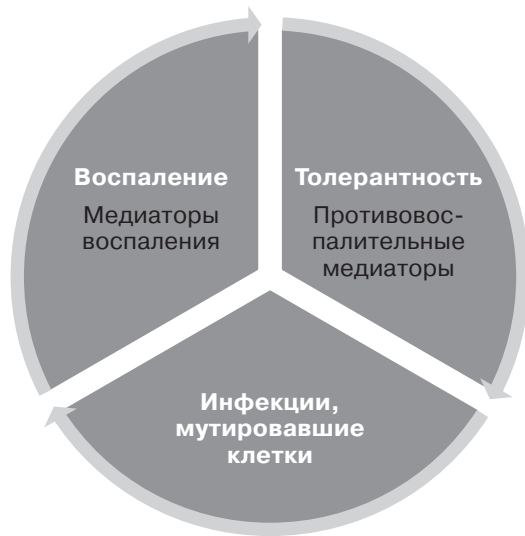 Воспаление
Медиаторы
воспаления
Толерантность
Противовос-
палительные
медиаторы
Инфекции,
мутировавшие
клетки